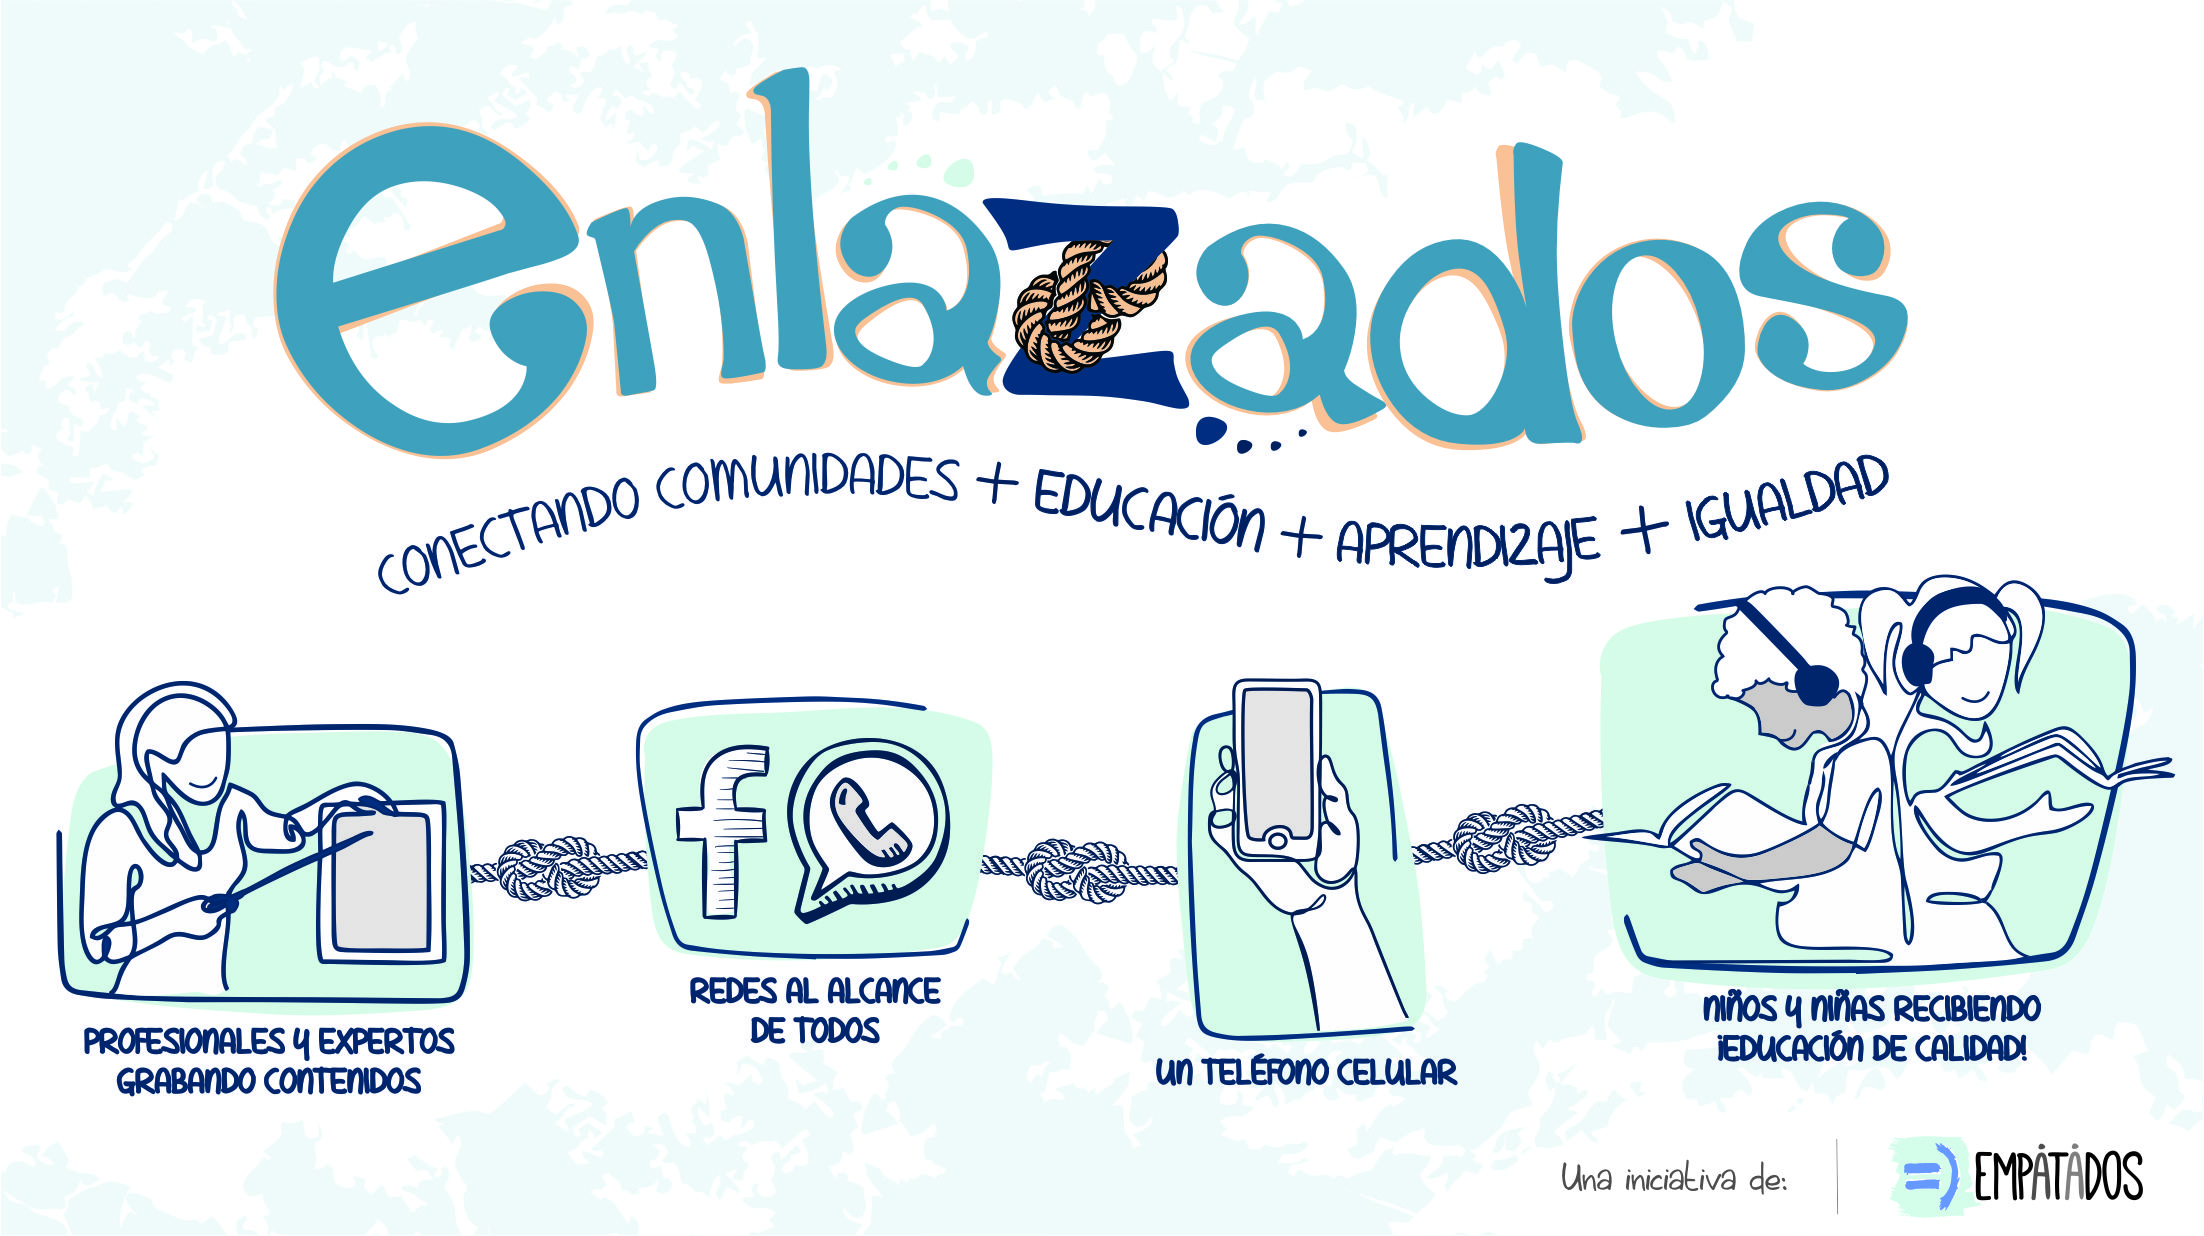 enlazados
CONECTANDO COMUNIDADES + EDUCACIÓN + APRENDIZAJE + IGUALDAD
PROFESIONALES Y EXPERTOS
GRABANDO CONTENIDOS
REDES AL ALCANCE
DE TODOS
UN TELÉFONO CELULAR
NIÑOS Y NIÑAS RECIBIENDO
¡EDUCACIÓN DE CALIDAD!
Una iniciativa de:
=) EMPATADOS